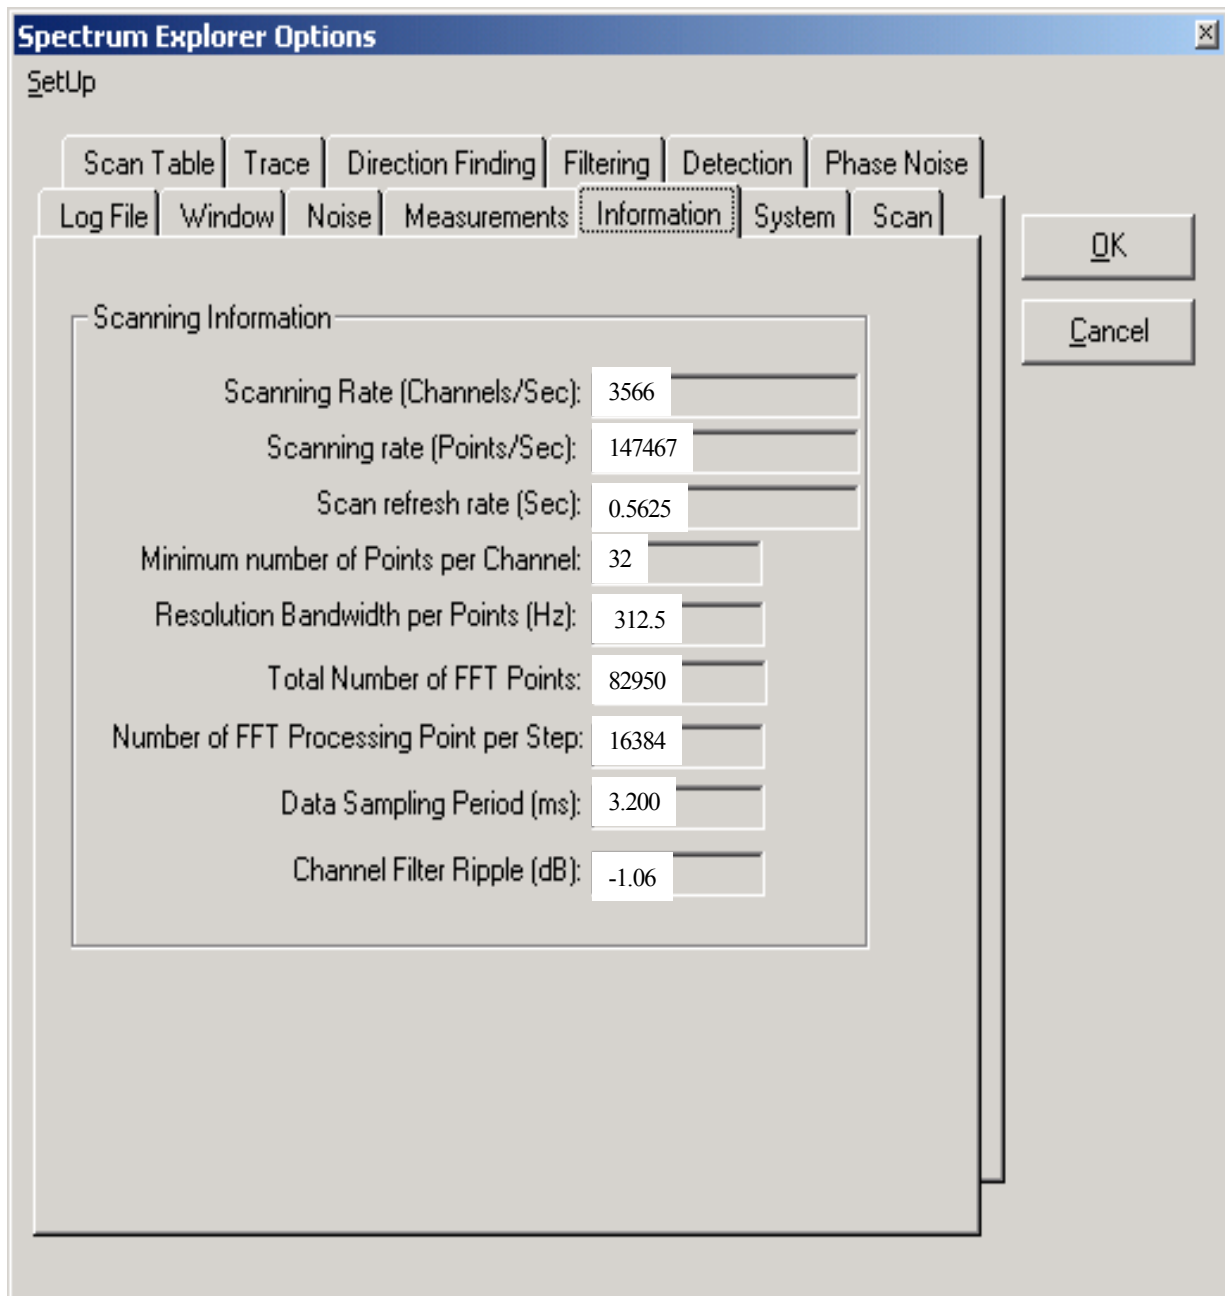 Spectrum Explorer Options
SetUp
Scan Table Trace Direction Finding Filtering Detection Phase Noise
Log File Window Noise Measurements Information System Scan
OK
Cancel
Scanning Information
Scanning Rate (Channels/Sec): 3566
Scanning rate (Points/Sec): 147467
Scan refresh rate (Sec): 0.5625
Minimum number of Points per Channel: 32
Resolution Bandwidth per Points (Hz): 312.5
Total Number of FFT Points: 82950
Number of FFT Processing Point per Step: 16384
Data Sampling Period (ms): 3.200
Channel Filter Ripple (dB): -1.06